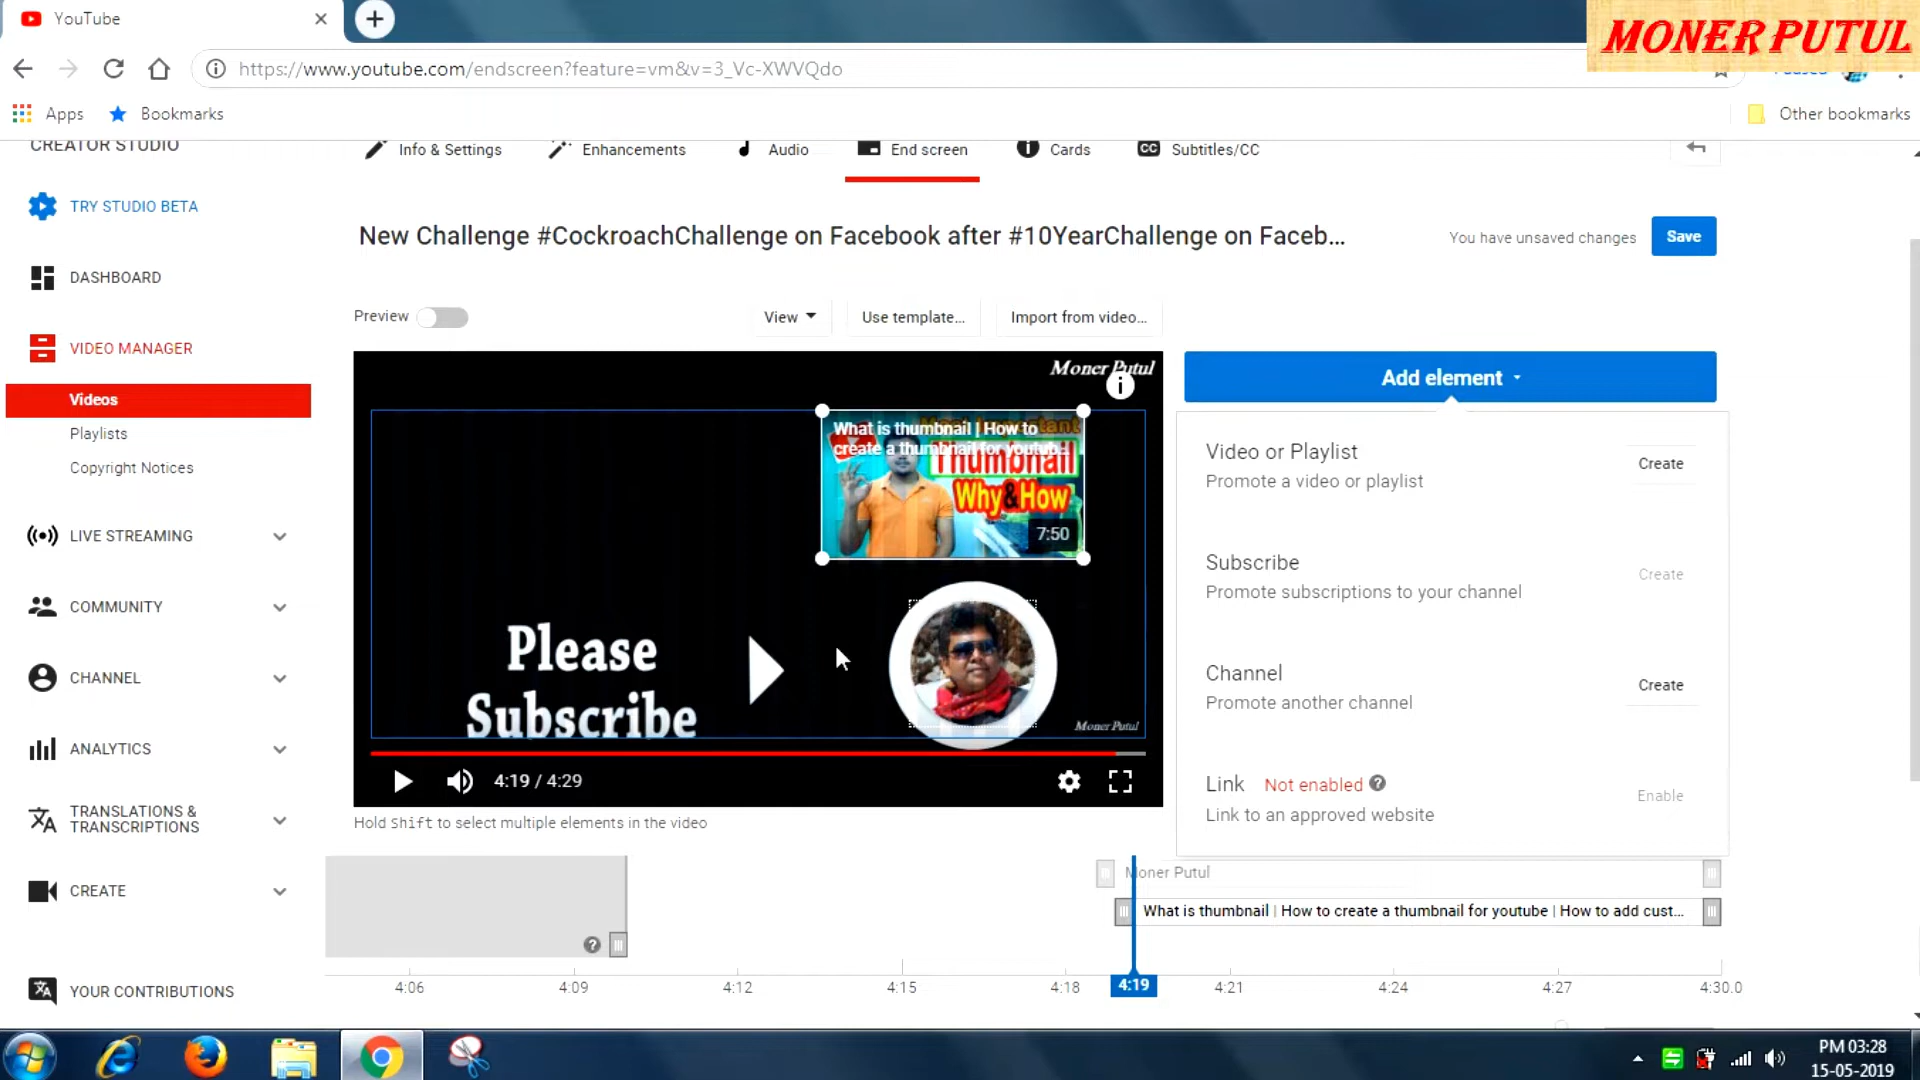 YouTube
MONER PUTUL
https://www.youtube.com/endscreen?feature=vm&v=3_Vc-XWVQdo
Apps
Bookmarks
Other bookmarks
CREATOR STUDIO
Info & Settings
Enhancements
Audio
End screen
CC
Cards
Subtitles/CC
TRY STUDIO BETA
New Challenge #CockroachChallenge on Facebook after #10YearChallenge on Faceb...
You have unsaved changes
Save
DASHBOARD
Preview
View
Use template...
Import from video...
VIDEO MANAGER
Videos
Playlists
Copyright Notices
Moner Putul
What is thumbnail | How to
create a thumbnail for youtub...
Thumbnail
Why&How
7:50
Please
Subscribe
Moner Putul
4:19 / 4:29
Hold Shift to select multiple elements in the video
Add element
Video or Playlist
Promote a video or playlist
Create
Subscribe
Promote subscriptions to your channel
Create
Channel
Promote another channel
Create
Link Not enabled ?
Link to an approved website
Enable
LIVE STREAMING
COMMUNITY
CHANNEL
ANALYTICS
TRANSLATIONS &
TRANSCRIPTIONS
CREATE
YOUR CONTRIBUTIONS
Moner Putul
What is thumbnail | How to create a thumbnail for youtube | How to add cust...
?
4:06
4:09
4:12
4:15
4:18
4:19
4:21
4:24
4:27
4:30.0
PM 03:28
15-05-2019